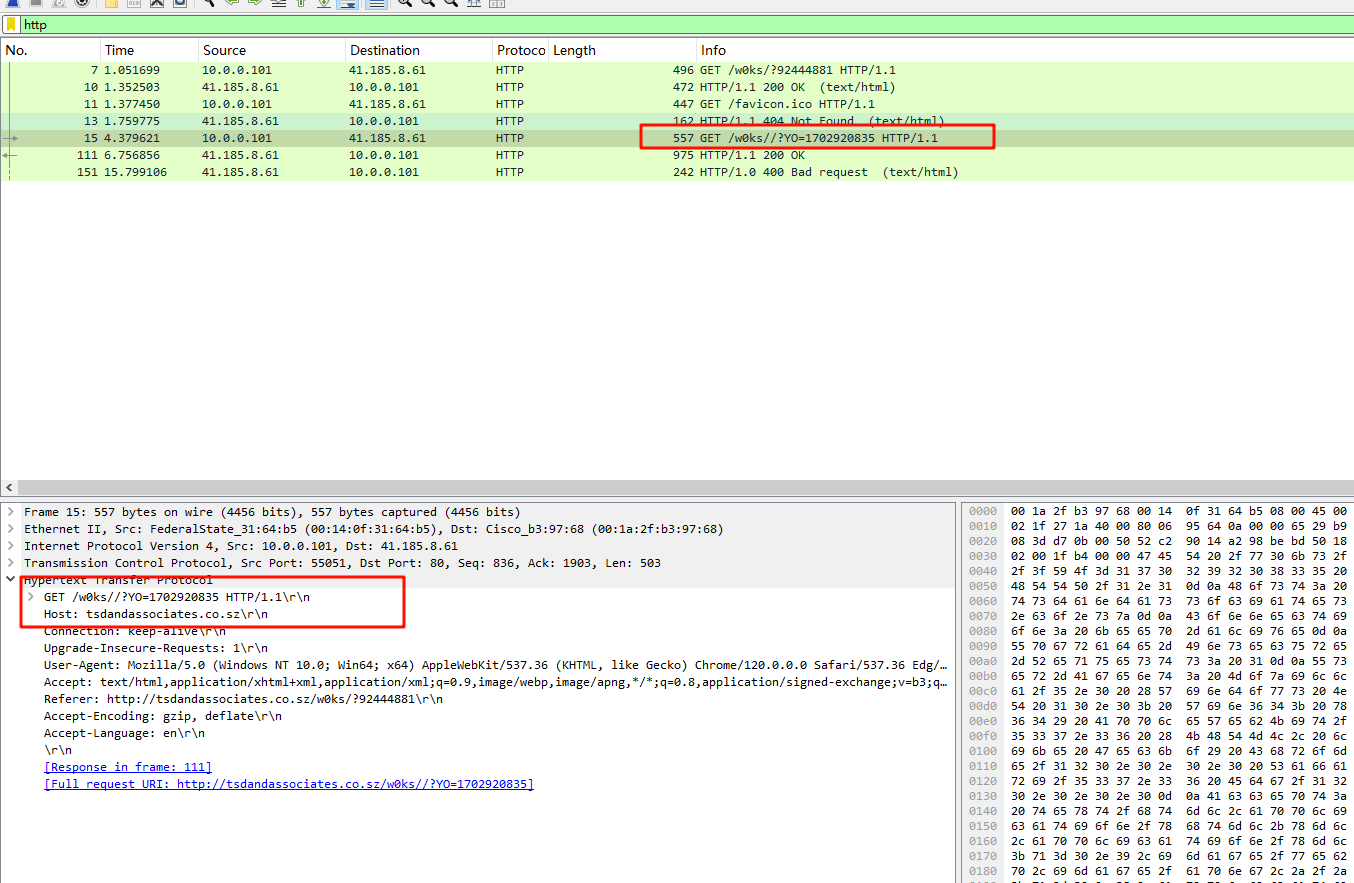 http
No. Time Source Destination Protoco Length Info
7 1.051699 10.0.0.101 41.185.8.61 HTTP 496 GET /w0ks/?92444881 HTTP/1.1
10 1.352503 41.185.8.61 10.0.0.101 HTTP 472 HTTP/1.1 200 OK (text/html)
11 1.377450 10.0.0.101 41.185.8.61 HTTP 447 GET /favicon.ico HTTP/1.1
13 1.759775 41.185.8.61 10.0.0.101 HTTP 162 HTTP/1.1 404 Not Found (text/html)
15 4.379621 10.0.0.101 41.185.8.61 HTTP 557 GET /w0ks//?YO=1702920835 HTTP/1.1
111 6.756856 41.185.8.61 10.0.0.101 HTTP 975 HTTP/1.1 200 OK
151 15.799106 41.185.8.61 10.0.0.101 HTTP 242 HTTP/1.0 400 Bad request (text/html)
Frame 15: 557 bytes on wire (4456 bits), 557 bytes captured (4456 bits)
Ethernet II, Src: FederalState_31:64:b5 (00:14:0f:31:64:b5), Dst: Cisco_b3:97:68 (00:1a:2f:b3:97:68)
Internet Protocol Version 4, Src: 10.0.0.101, Dst: 41.185.8.61
Transmission Control Protocol, Src Port: 55051, Dst Port: 80, Seq: 836, Ack: 1903, Len: 503
Hypertext Transfer Protocol
GET /w0ks//?YO=1702920835 HTTP/1.1\r\n
Host: tsdandassociates.co.sz\r\n
Connection: keep-alive\r\n
Upgrade-Insecure-Requests: 1\r\n
User-Agent: Mozilla/5.0 (Windows NT 10.0; Win64; x64) AppleWebKit/537.36 (KHTML, like Gecko) Chrome/120.0.0.0 Safari/537.36 Edg/…
Accept: text/html,application/xhtml+xml,application/xml;q=0.9,image/webp,image/apng,*/*;q=0.8,application/signed-exchange;v=b3;q…
Referer: http://tsdandassociates.co.sz/w0ks/?92444881\r\n
Accept-Encoding: gzip, deflate\r\n
Accept-Language: en\r\n
\r\n
[Response in frame: 111]
[Full request URI: http://tsdandassociates.co.sz/w0ks//?YO=1702920835]
0000 00 1a 2f b3 97 68 00 14 0f 31 64 b5 08 00 45 00
0010 02 1f 27 1a 40 00 80 06 95 64 0a 00 00 65 29 b9
0020 08 3d d7 0b 00 50 52 c2 90 14 a2 98 be bd 50 18
0030 02 00 1f b4 00 00 47 45 54 20 2f 77 30 6b 73 2f
0040 2f 3f 59 4f 3d 31 37 30 32 39 32 30 38 33 35 20
0050 48 54 54 50 2f 31 2e 31 0d 0a 48 6f 73 74 3a 20
0060 74 73 64 61 6e 64 61 73 73 6f 63 69 61 74 65 73
0070 2e 63 6f 2e 73 7a 0d 0a 43 6f 6e 6e 65 63 74 69
0080 6f 6e 3a 20 6b 65 65 70 2d 61 6c 69 76 65 0d 0a
0090 55 70 67 72 61 64 65 2d 49 6e 73 65 63 75 72 65
00a0 2d 52 65 71 75 65 73 74 73 3a 20 31 0d 0a 55 73
00b0 65 72 2d 41 67 65 6e 74 3a 20 4d 6f 7a 69 6c 6c
00c0 61 2f 35 2e 30 20 28 57 69 6e 64 6f 77 73 20 4e
00d0 54 20 31 30 2e 30 3b 20 57 69 6e 36 34 3b 20 78
00e0 36 34 29 20 41 70 70 6c 65 57 65 62 4b 69 74 2f
00f0 35 33 37 2e 33 36 20 28 4b 48 54 4d 4c 2c 20 6c
0100 69 6b 65 20 47 65 63 6b 6f 29 20 43 68 72 6f 6d
0110 65 2f 31 32 30 2e 30 2e 30 2e 30 20 53 61 66 61
0120 72 69 2f 35 33 37 2e 33 36 20 45 64 67 2f 31 32
0130 30 2e 30 2e 30 2e 30 0d 0a 41 63 63 65 70 74 3a
0140 20 74 65 78 74 2f 68 74 6d 6c 2c 61 70 70 6c 69
0150 63 61 74 69 6f 6e 2f 78 68 74 6d 6c 2b 78 6d 6c
0160 2c 61 70 70 6c 69 63 61 74 69 6f 6e 2f 78 6d 6c
0170 3b 71 3d 30 2e 39 2c 69 6d 61 67 65 2f 77 65 62
0180 70 2c 69 6d 61 67 65 2f 61 70 6e 67 2c 2a 2f 2a